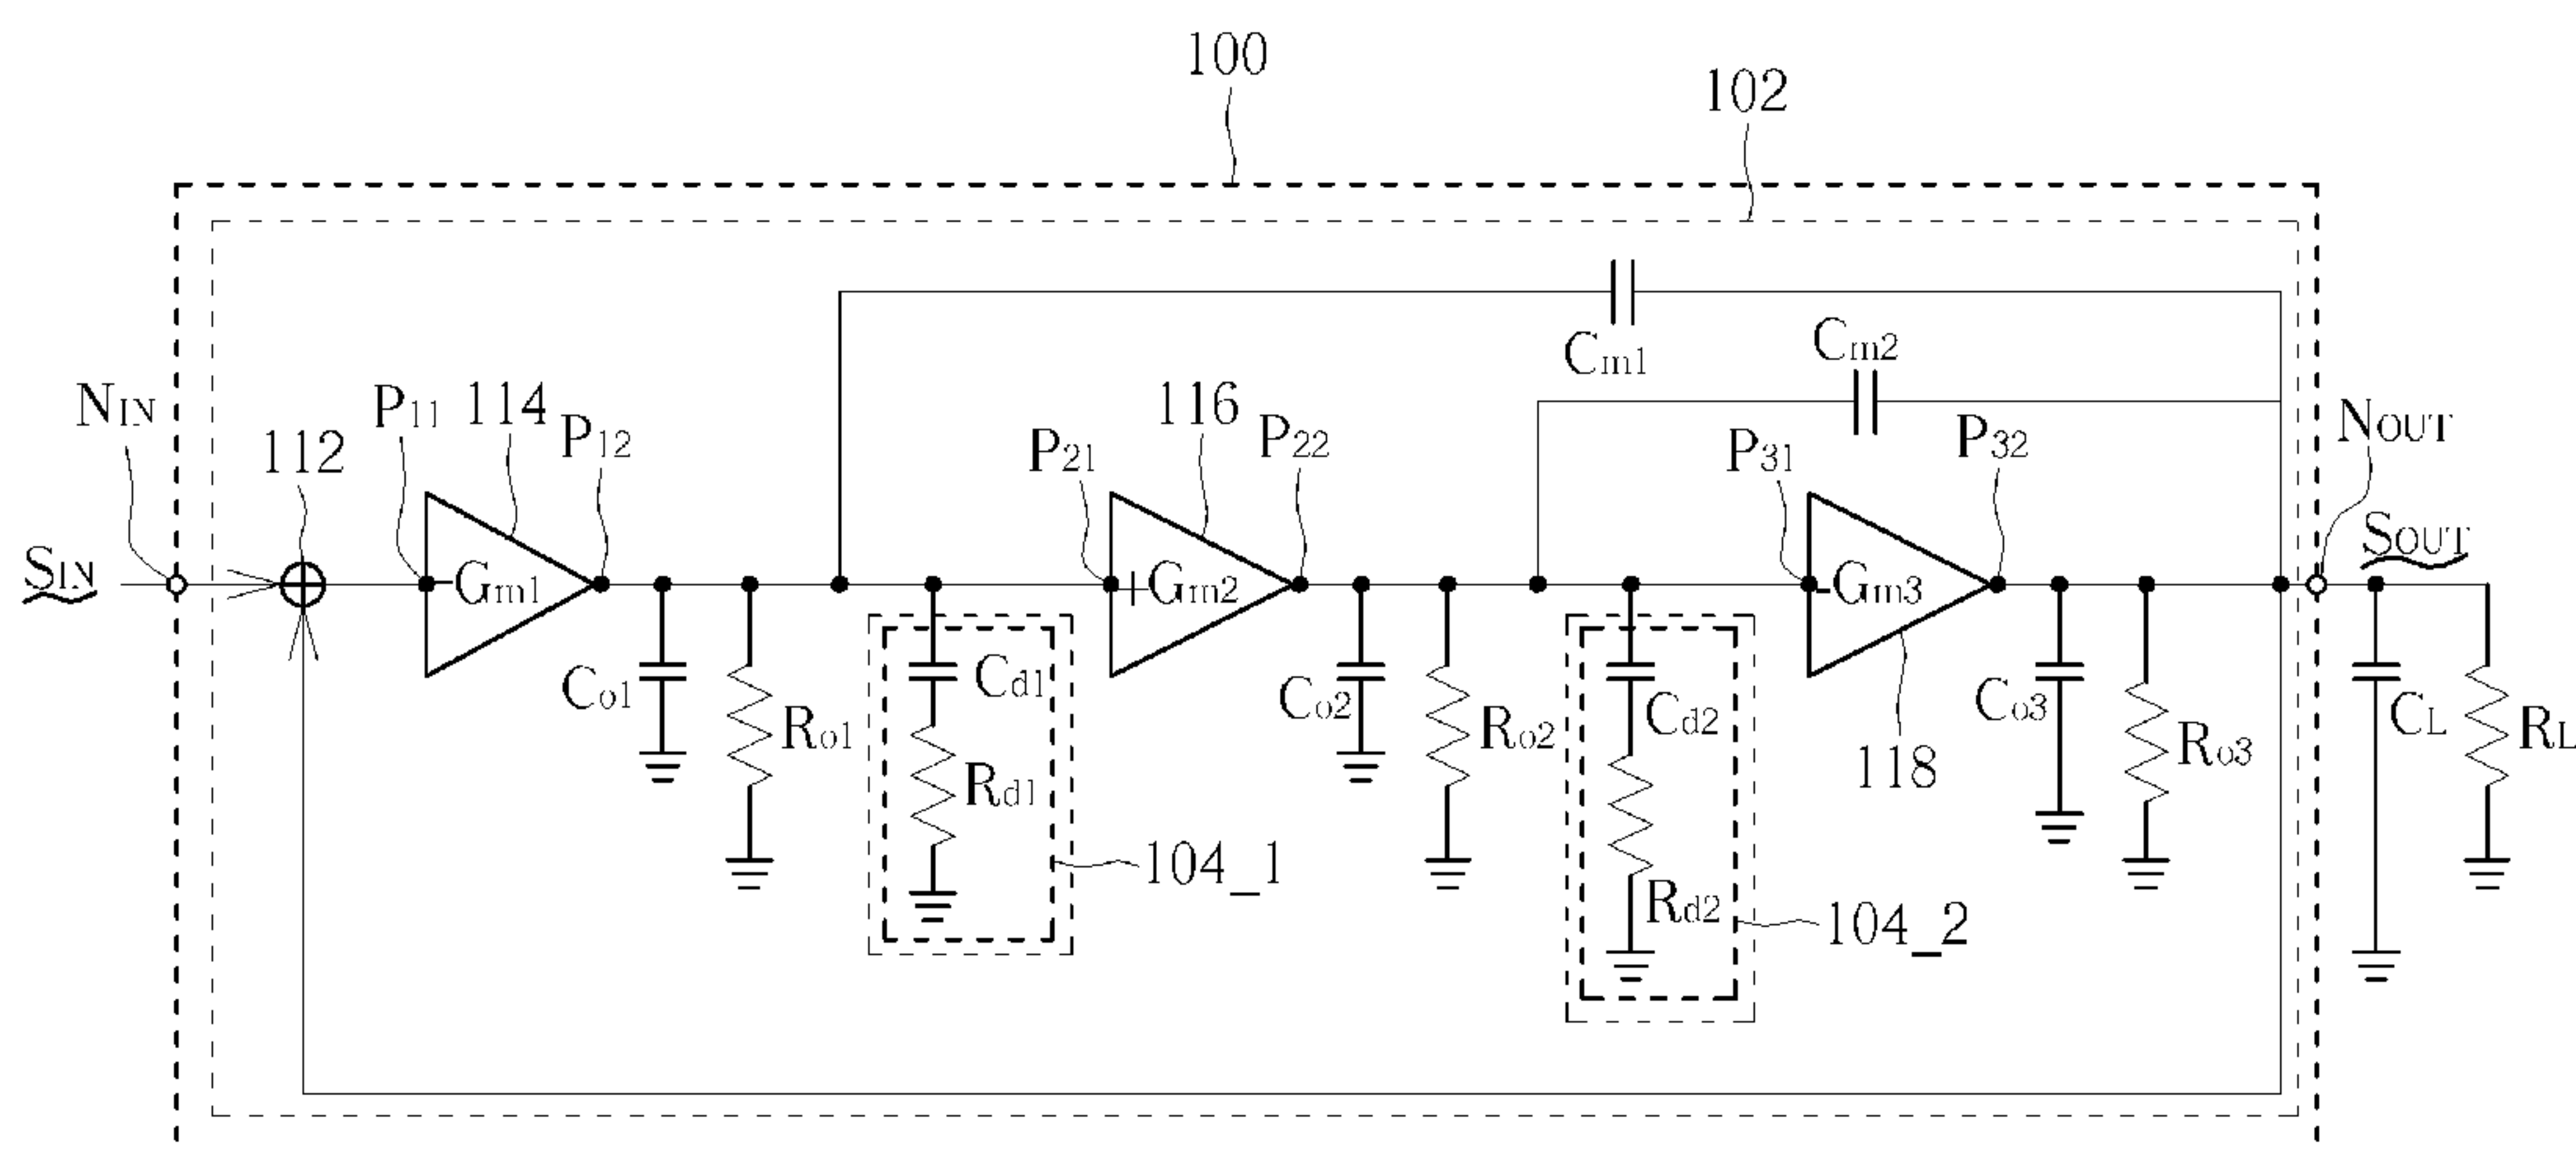 100
102
Cm1
Cm2
NIN
112
P11
114
P12
P21
116
P22
P31
P32
NOUT
SIN
-Gm1
+Gm2
-Gm3
SOUT
Co1
Ro1
Cd1
Rd1
104_1
Co2
Ro2
Cd2
Rd2
104_2
118
Co3
Ro3
CL
RL